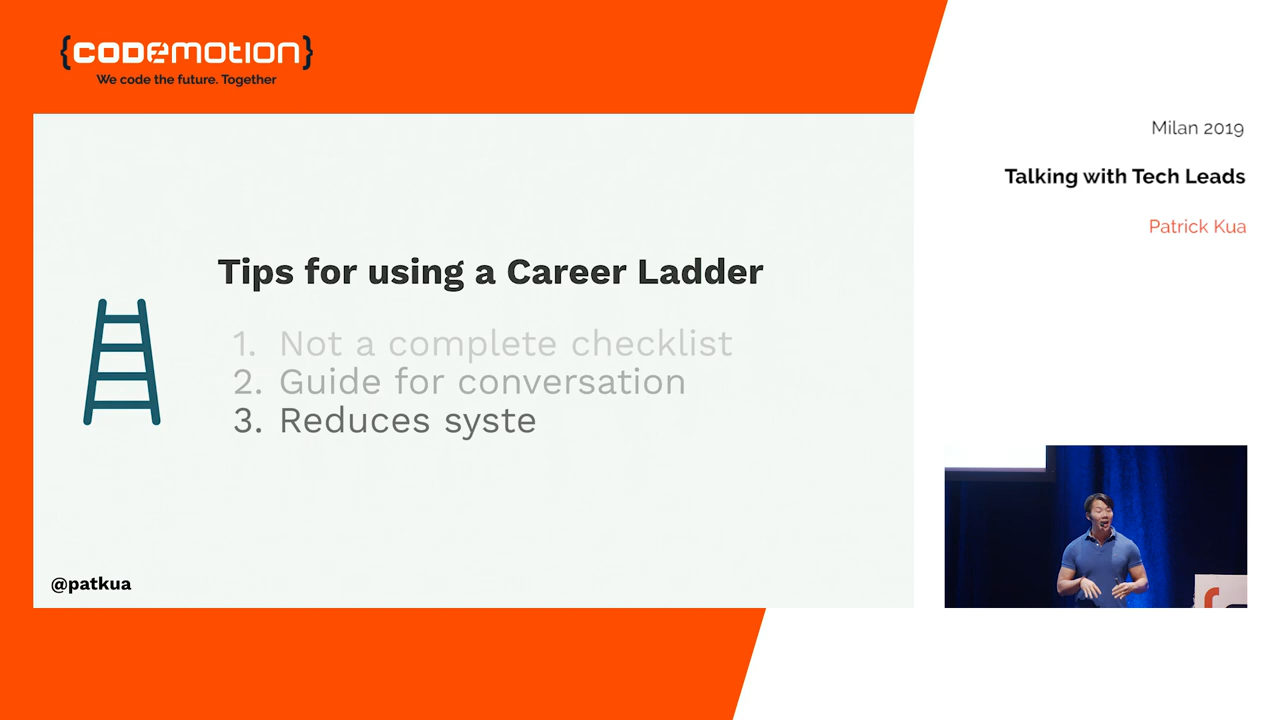 {CODEMOTION}
We code the future. Together
Milan 2019
Talking with Tech Leads
Patrick Kua
Tips for using a Career Ladder
1. Not a complete checklist
2. Guide for conversation
3. Reduces syste
@patkua